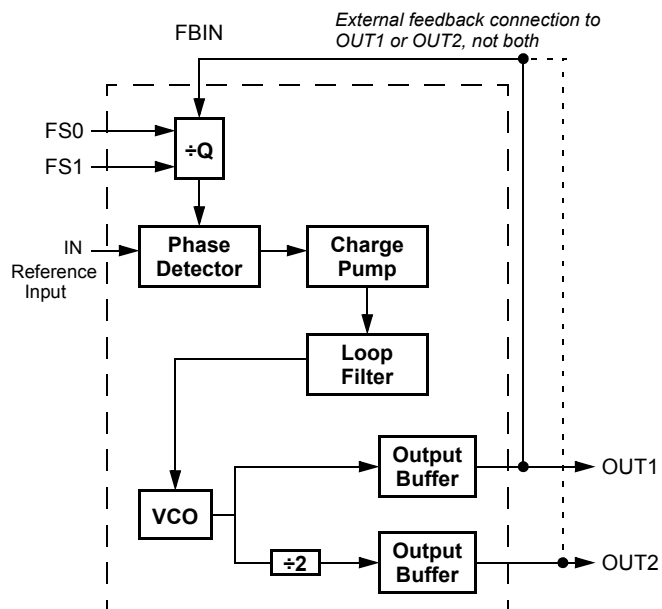 External feedback connection to
OUT1 or OUT2, not both
FBIN
FS0
FS1
÷Q
IN
Reference
Input
Phase
Detector
Charge
Pump
Loop
Filter
VCO
Output
Buffer
OUT1
÷2
Output
Buffer
OUT2